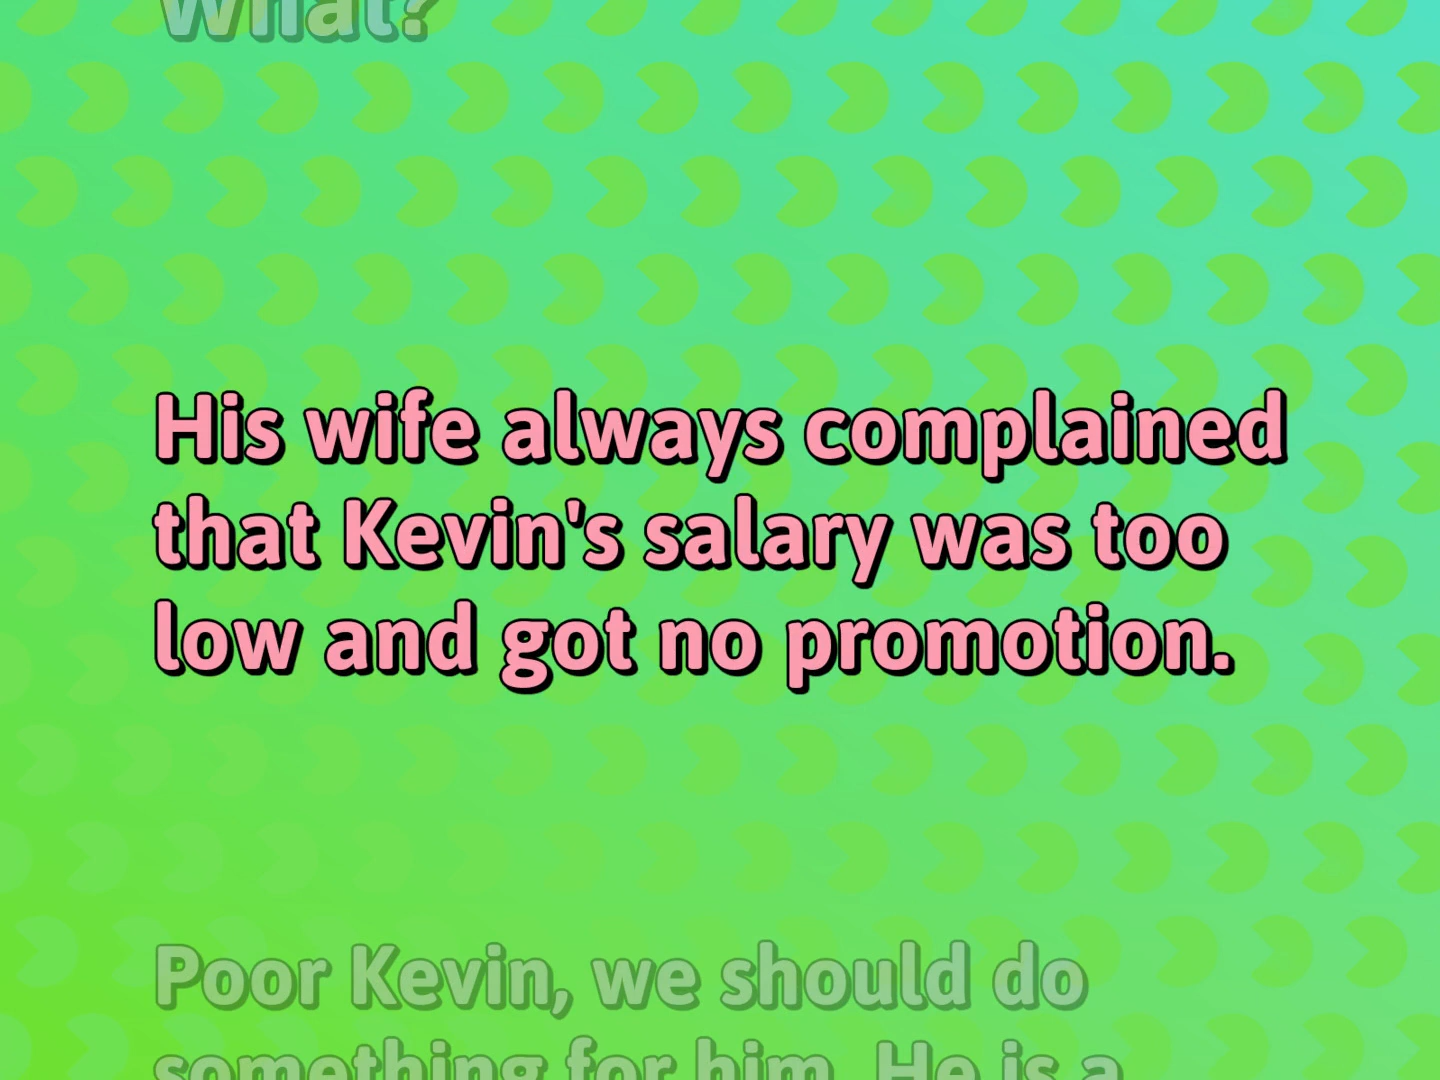 What?
His wife always complained
that Kevin's salary was too
low and got no promotion.
Poor Kevin, we should do
something for him. He is a